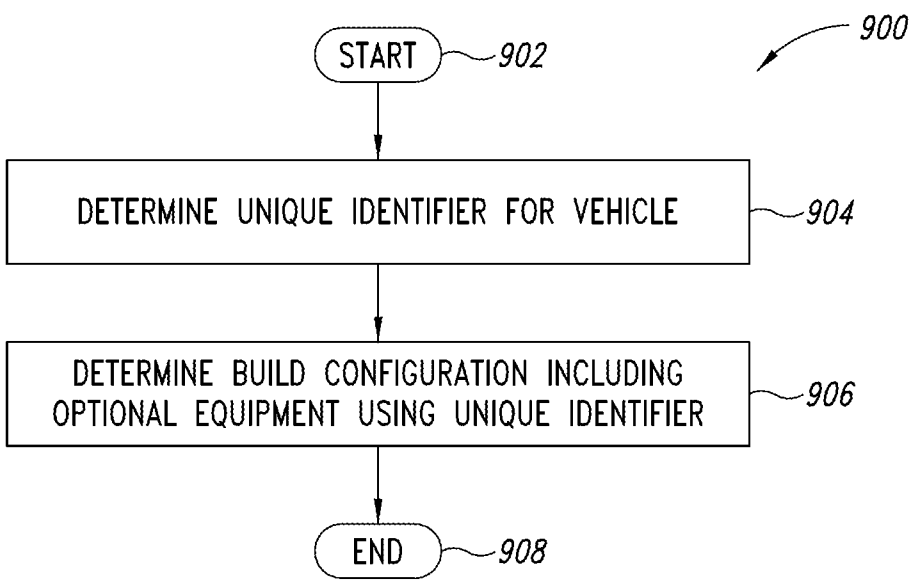 900
START 902
DETERMINE UNIQUE IDENTIFIER FOR VEHICLE 904
DETERMINE BUILD CONFIGURATION INCLUDING
OPTIONAL EQUIPMENT USING UNIQUE IDENTIFIER
906
END 908